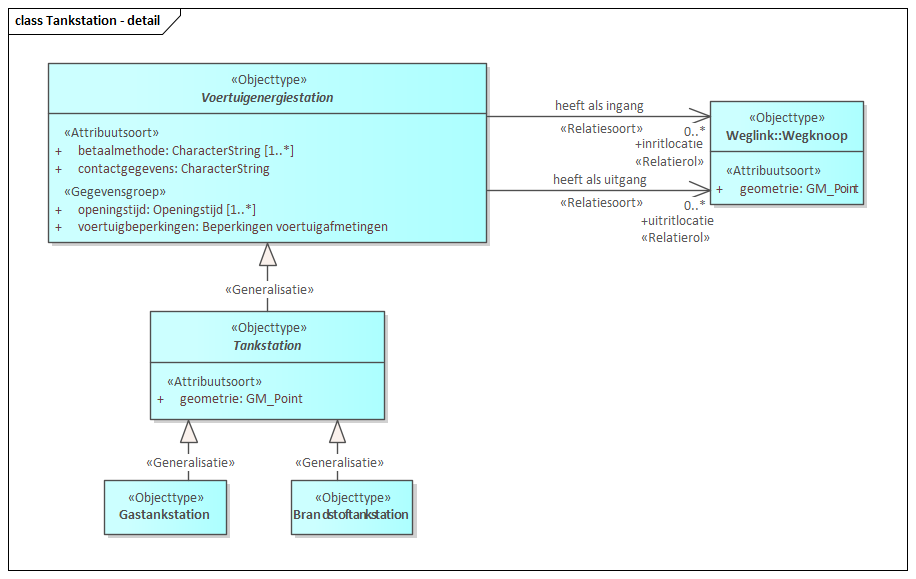 class Tankstation - detail
«Objecttype»
Voertuigenergiestation
«Attribuutsoort»
+ betaalmethode: CharacterString [1..*]
+ contactgegevens: CharacterString
«Gegevensgroep»
+ openingstijd: Openingstijd [1..*]
+ voertuigbeperkingen: Beperkingen voertuigafmetingen
heeft als ingang
«Relatiesoort»
0..*
+inritlocatie
«Relatierol»
heeft als uitgang
«Relatiesoort»
0..*
+uitritlocatie
«Relatierol»
«Objecttype»
Weglink::Wegknoop
«Attribuutsoort»
+ geometrie: GM_Point
«Generalisatie»
«Objecttype»
Tankstation
«Attribuutsoort»
+ geometrie: GM_Point
«Generalisatie»
«Generalisatie»
«Objecttype»
Gastankstation
«Objecttype»
Brandstoftankstation